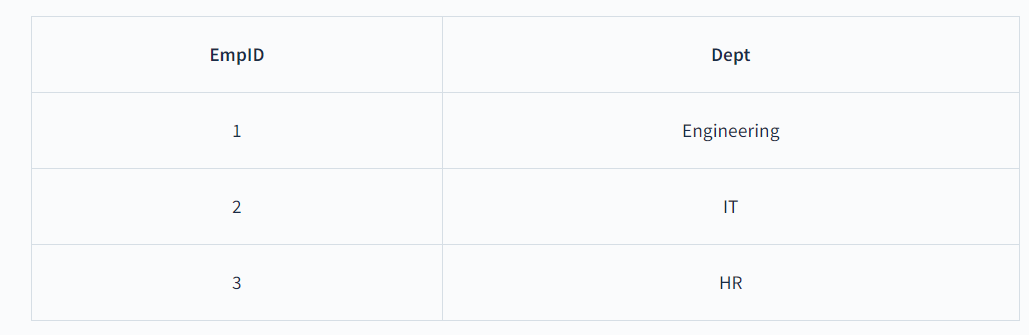 EmpID Dept
1 Engineering
2 IT
3 HR